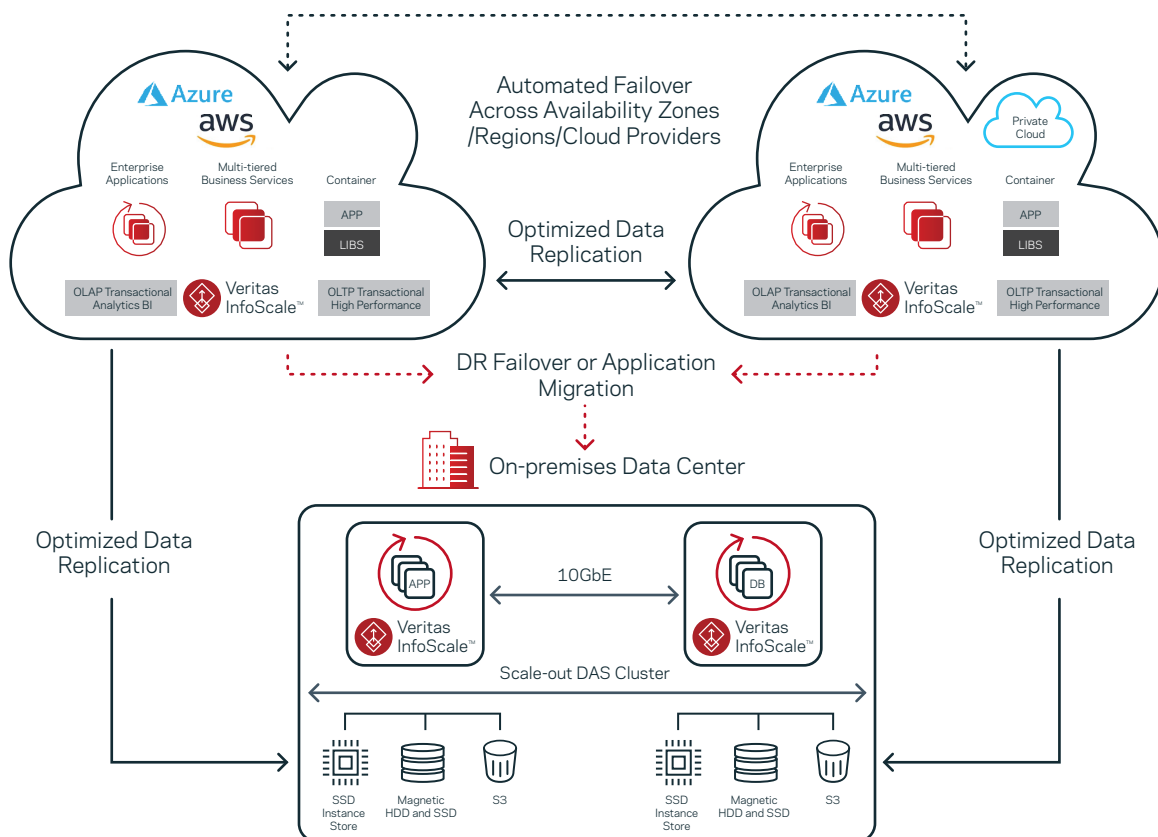 Automated Failover
Across Availability Zones
/Regions/Cloud Providers
Azure
aws
Enterprise
Applications
Multi-tiered
Business Services
Container
APP
LIBS
OLAP Transactional
Analytics BI
Veritas
InfoScale™
OLTP Transactional
High Performance
Optimized Data
Replication
Azure
aws
Private
Cloud
Enterprise
Applications
Multi-tiered
Business Services
Container
APP
LIBS
OLAP Transactional
Analytics BI
Veritas
InfoScale™
OLTP Transactional
High Performance
DR Failover or Application
Migration
On-premises Data Center
Optimized Data
Replication
Optimized Data
Replication
APP
Veritas
InfoScale™
10GbE
DB
Veritas
InfoScale™
Scale-out DAS Cluster
SSD
Instance
Store
Magnetic
HDD and SSD
S3
SSD
Instance
Store
Magnetic
HDD and SSD
S3